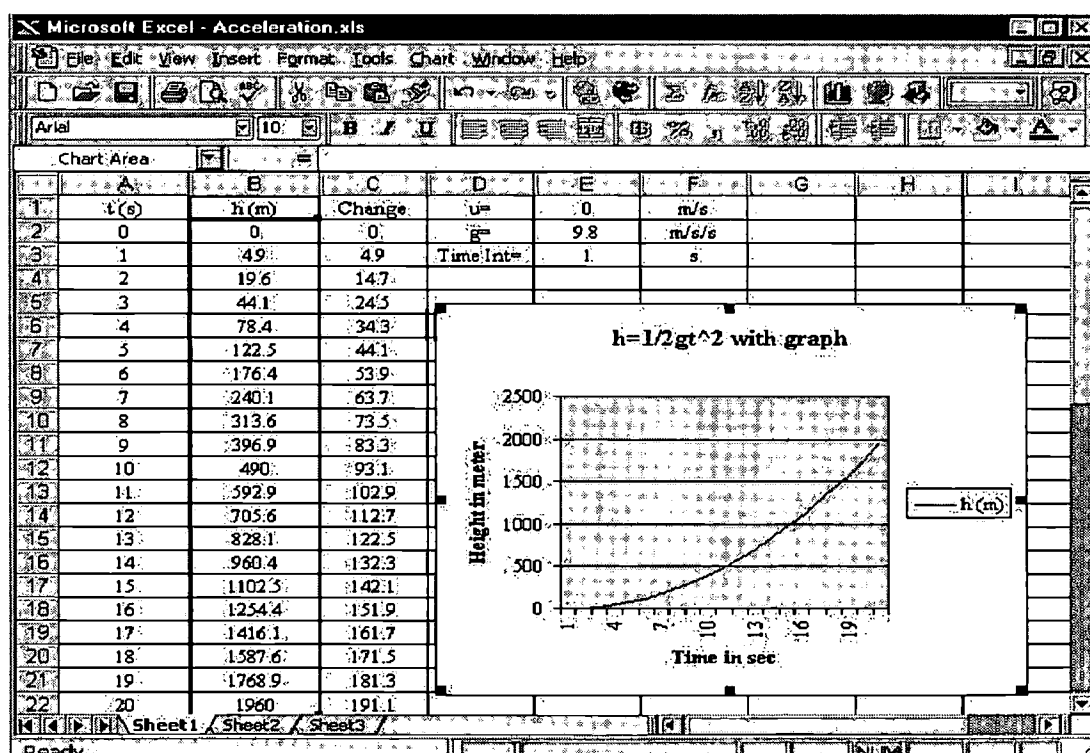 Microsoft Excel - Acceleration.xls
File Edit View Insert Format Tools Chart Window Help
Arial 10 B I U
Chart Area =
A B C D E F G H I
1 t(s) h(m) Change u= 0 m/s
2 0 0 0 g= 9.8 m/s/s
3 1 4.9 4.9 Time Int= 1 s
4 2 19.6 14.7
5 3 44.1 24.5
6 4 78.4 34.3
7 5 122.5 44.1
8 6 176.4 53.9
9 7 240.1 63.7
10 8 313.6 73.5
11 9 396.9 83.3
12 10 490 93.1
13 11 592.9 102.9
14 12 705.6 112.7
15 13 828.1 122.5
16 14 960.4 132.3
17 15 1102.5 142.1
18 16 1254.4 151.9
19 17 1416.1 161.7
20 18 1587.6 171.5
21 19 1768.9 181.3
22 20 1960 191.1
h=1/2gt^2 with graph
Height in meter
2500
2000
1500
1000
500
0
1 4 7 10 13 16 19
Time in sec
h(m)
Sheet1 Sheet2 Sheet3
Ready NUM